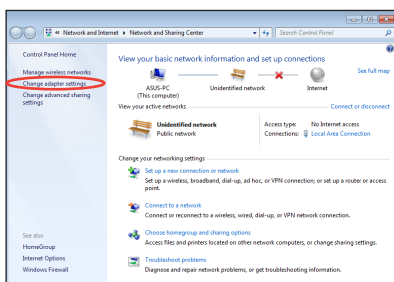 Network and Internet Network and Sharing Center
Search Control Panel
Control Panel Home
Manage wireless networks
Change adapter settings
Change advanced sharing
settings
See also
HomeGroup
Internet Options
Windows Firewall
View your basic network information and set up connections
See full map
ASUS-PC
(This computer)
Unidentified network
Internet
View your active networks
Connect or disconnect
Unidentified network
Public network
Access type: No Internet access
Connections: Local Area Connection
Change your networking settings
Set up a new connection or network
Set up a wireless, broadband, dial-up, ad hoc, or VPN connection; or set up a router or access
point.
Connect to a network
Connect or reconnect to a wireless, wired, dial-up, or VPN network connection.
Choose homegroup and sharing options
Access files and printers located on other network computers, or change sharing settings.
Troubleshoot problems
Diagnose and repair network problems, or get troubleshooting information.